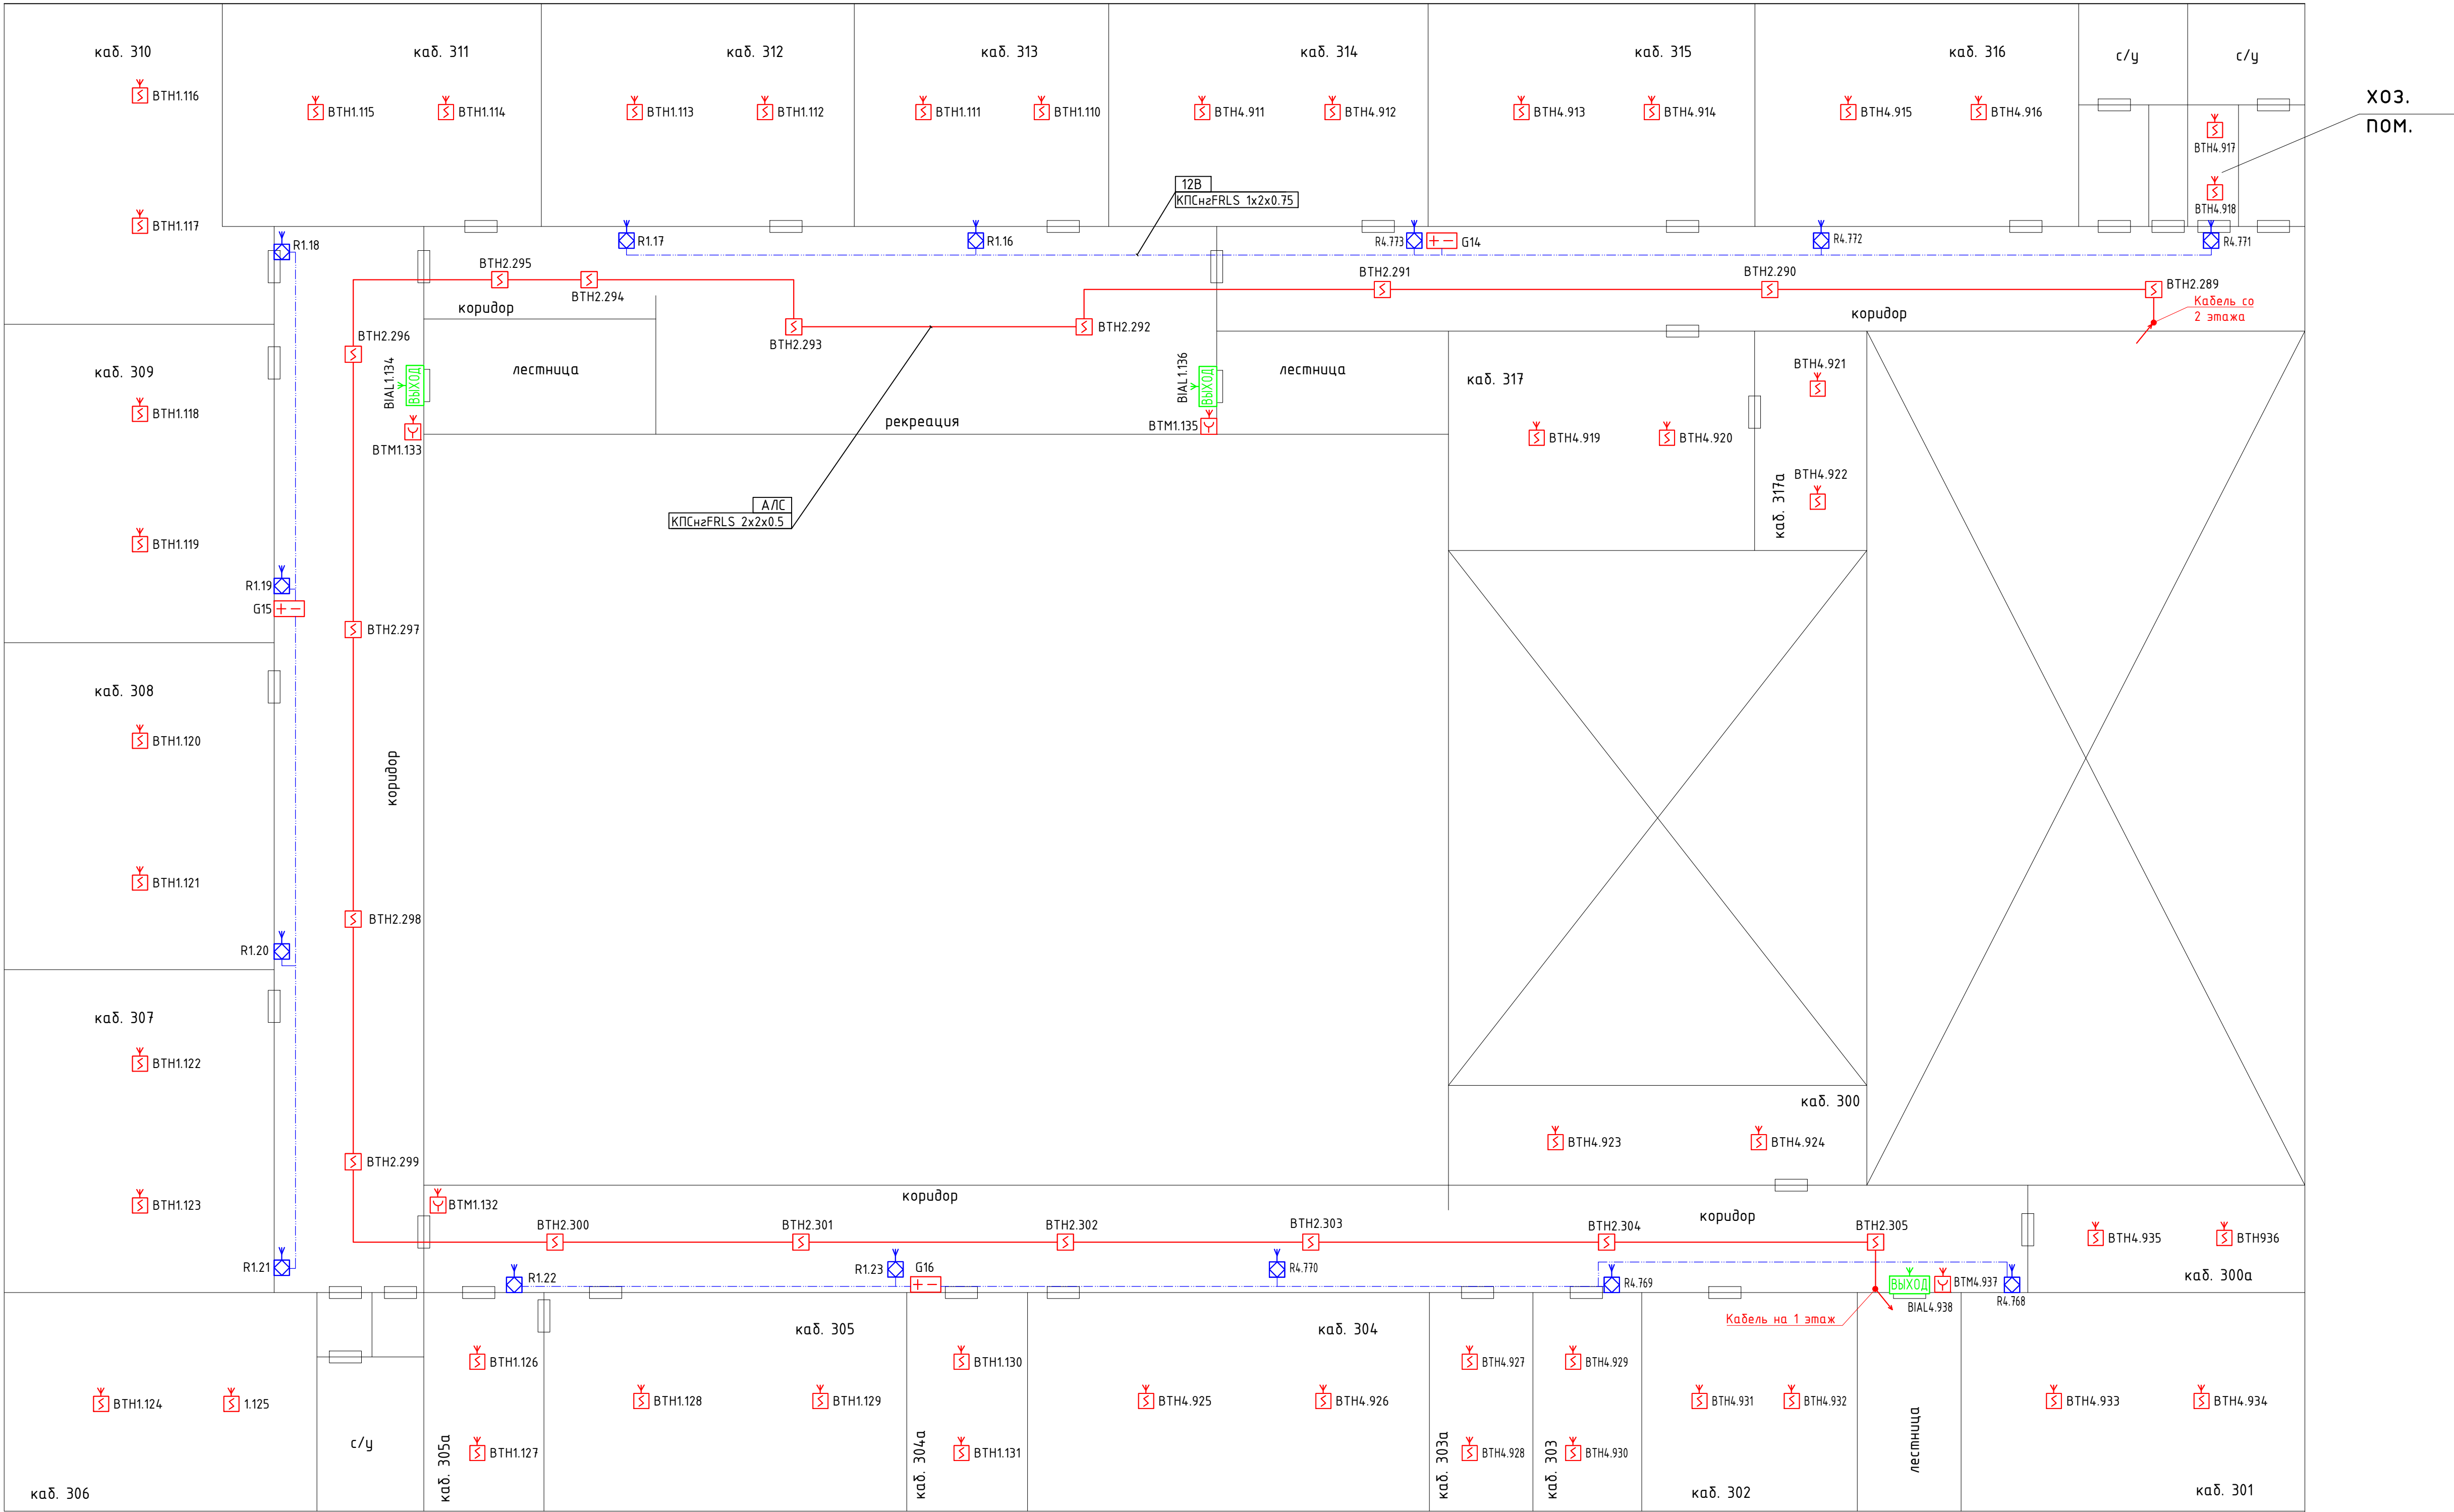 каб. 310
каб. 311
каб. 312
каб. 313
каб. 314
каб. 315
каб. 316
с/у
с/у
ВТН1.116
ВТН1.115
ВТН1.114
ВТН1.113
ВТН1.112
ВТН1.111
ВТН1.110
ВТН4.911
ВТН4.912
ВТН4.913
ВТН4.914
ВТН4.915
ВТН4.916
ВТН4.917
ВТН4.918
ХОЗ.
ПОМ.
12В
КПСнгFRLS 1х2х0.75
ВТН1.117
R1.18
R1.17
R1.16
R4.773
G14
R4.772
R4.771
ВТН2.295
ВТН2.294
ВТН2.291
ВТН2.290
ВТН2.289
Кабель со
2 этажа
коридор
коридор
ВТН2.296
ВТН2.293
ВТН2.292
каб. 309
BIAL1.134
ВЫХОД
лестница
BIAL1.136
ВЫХОД
лестница
каб. 317
ВТН4.921
ВТН1.118
рекреация
ВТМ1.133
ВТМ1.135
ВТН4.919
ВТН4.920
ВТН4.922
каб. 317а
АЛС
КПСнгFRLS 2х2х0.5
ВТН1.119
R1.19
G15
ВТН2.297
каб. 308
ВТН1.120
коридор
ВТН1.121
ВТН2.298
R1.20
каб. 307
ВТН1.122
каб. 300
ВТН4.923
ВТН4.924
ВТН2.299
ВТН1.123
ВТМ1.132
коридор
коридор
ВТН2.300
ВТН2.301
ВТН2.302
ВТН2.303
ВТН2.304
ВТН2.305
ВТН4.935
ВТН936
R1.21
R1.22
R1.23
G16
R4.770
R4.769
ВЫХОД
ВТМ4.937
R4.768
BIAL4.938
каб. 300а
Кабель на 1 этаж
каб. 305
каб. 304
ВТН1.126
ВТН1.130
ВТН4.927
ВТН4.929
ВТН1.124
1.125
ВТН1.128
ВТН1.129
ВТН4.925
ВТН4.926
ВТН4.931
ВТН4.932
ВТН4.933
ВТН4.934
с/у
каб. 305а
ВТН1.127
каб. 304а
ВТН1.131
каб. 303а
ВТН4.928
каб. 303
ВТН4.930
лестница
каб. 306
каб. 302
каб. 301